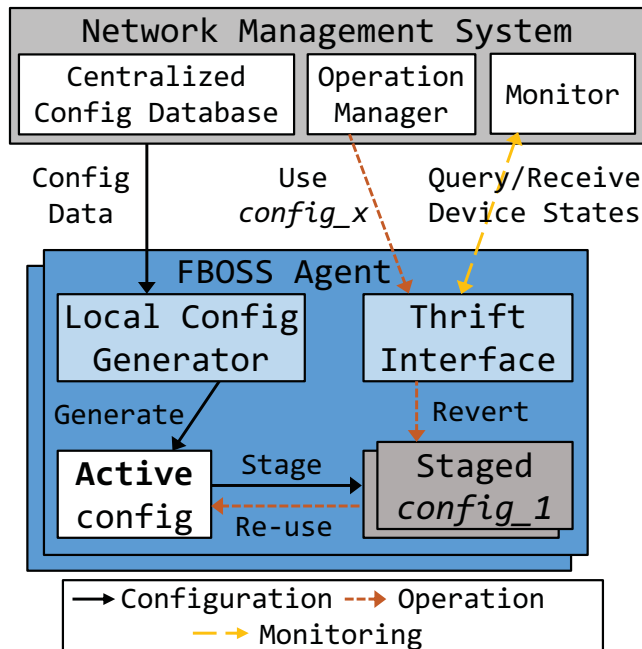 Network Management System
Centralized
Config Database
Operation
Manager
Monitor
Config
Data
Use
config_x
Query/Receive
Device States
FBOSS Agent
Local Config
Generator
Thrift
Interface
Generate
Revert
Active
config
Stage
Re-use
Staged
config_1
Configuration
Operation
Monitoring